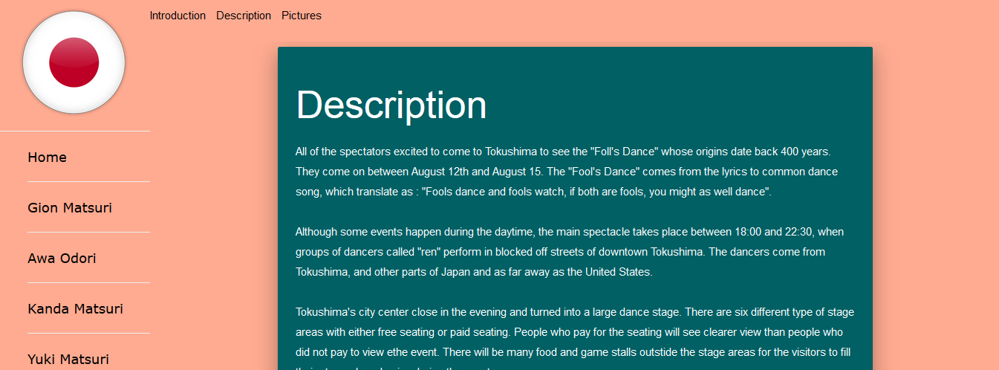 Introduction Description Pictures
Home
Gion Matsuri
Awa Odori
Kanda Matsuri
Yuki Matsuri
Description
All of the spectators excited to come to Tokushima to see the "Foll's Dance" whose origins date back 400 years.
They come on between August 12th and August 15. The "Fool's Dance" comes from the lyrics to common dance
song, which translate as : "Fools dance and fools watch, if both are fools, you might as well dance".
Although some events happen during the daytime, the main spectacle takes place between 18:00 and 22:30, when
groups of dancers called "ren" perform in blocked off streets of downtown Tokushima. The dancers come from
Tokushima, and other parts of Japan and as far away as the United States.
Tokushima's city center close in the evening and turned into a large dance stage. There are six different type of stage
areas with either free seating or paid seating. People who pay for the seating will see clearer view than people who
did not pay to view ethe event. There will be many food and game stalls outstide the stage areas for the visitors to fill